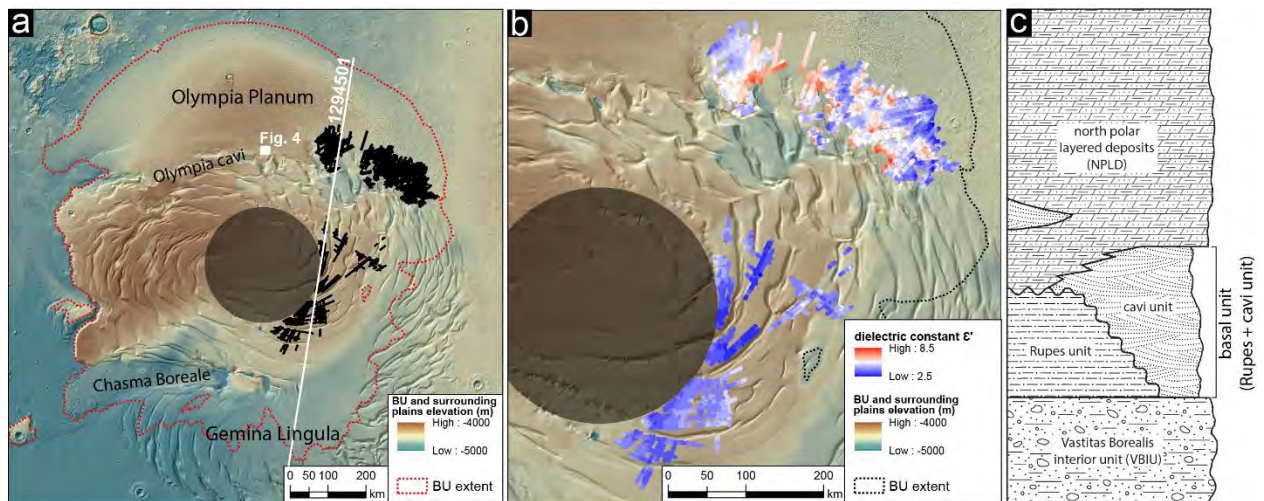 a
Olympia Planum
1294501
Fig. 4
Olympia cavi
Chasma Boreale
Gemina Lingula
BU and surrounding
plains elevation (m)
High : -4000
Low : -5000
BU extent
0 50 100 200
km
b
dielectric constant ε'
High : 8.5
Low : 2.5
BU and surrounding
plains elevation (m)
High : -4000
Low : -5000
BU extent
0 50 100 200
km
c
north polar
layered deposits
(NPLD)
cavi unit
Rupes unit
basal unit
(Rupes + cavi unit)
Vastitas Borealis
interior unit (VBIU)